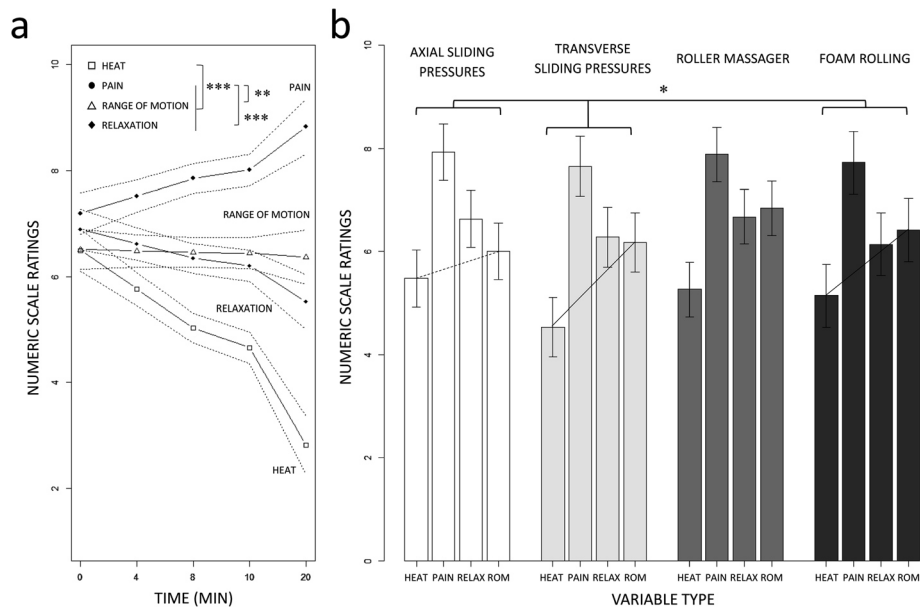 a
NUMERIC SCALE RATINGS
10
8
6
4
2
HEAT
PAIN
RANGE OF MOTION
RELAXATION
***
**
***
PAIN
RANGE OF MOTION
RELAXATION
HEAT
0 4 8 10 20
TIME (MIN)
b
NUMERIC SCALE RATINGS
10
8
6
4
2
0
AXIAL SLIDING
PRESSURES
TRANSVERSE
SLIDING PRESSURES
ROLLER MASSAGER
FOAM ROLLING
*
HEAT PAIN RELAX ROM
HEAT PAIN RELAX ROM
HEAT PAIN RELAX ROM
HEAT PAIN RELAX ROM
VARIABLE TYPE